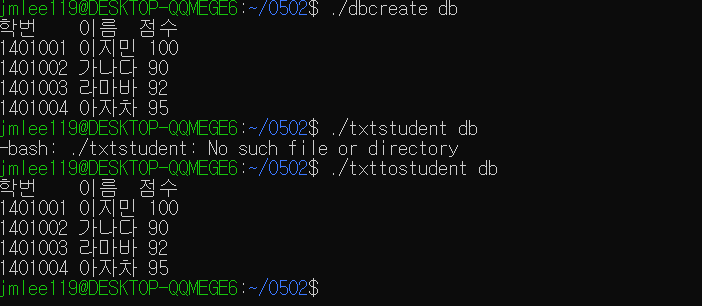 jmlee119@DESKTOP-QQMEGE6:~/0502$ ./dbcreate db
학번 이름 점수
1401001 이지민 100
1401002 가나다 90
1401003 라마바 92
1401004 아자차 95
jmlee119@DESKTOP-QQMEGE6:~/0502$ ./txtstudent db
-bash: ./txtstudent: No such file or directory
jmlee119@DESKTOP-QQMEGE6:~/0502$ ./txttostudent db
학번 이름 점수
1401001 이지민 100
1401002 가나다 90
1401003 라마바 92
1401004 아자차 95
jmlee119@DESKTOP-QQMEGE6:~/0502$